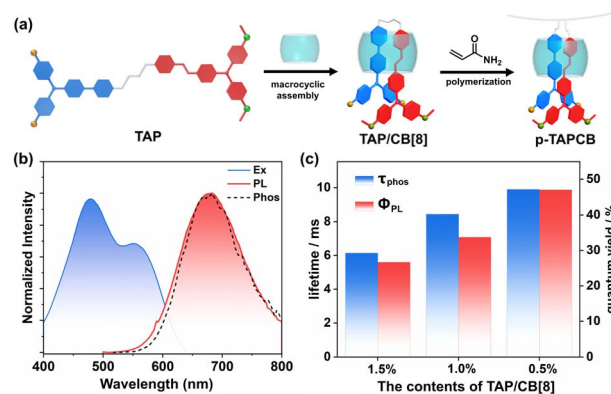 (a)
macrocyclic
assembly
NH₂
O
polymerization
TAP
TAP/CB[8]
p-TAPCB
(b)
Ex
PL
Phos
Normalized Intensity
400
500
600
700
800
Wavelength (nm)
(c)
τphos
ΦPL
lifetime / ms
10
8
6
4
2
0
50
40
30
20
10
0
quantum yield / %
1.5%
1.0%
0.5%
The contents of TAP/CB[8]